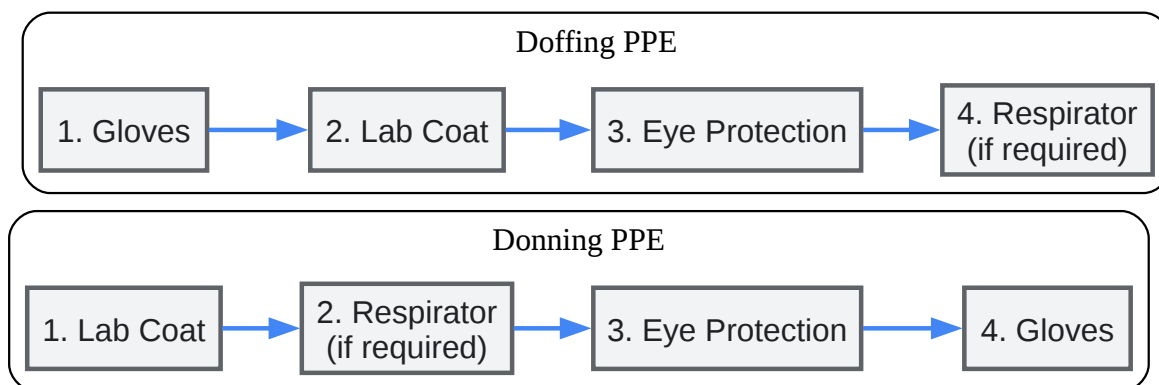 Doffing PPE
1. Gloves
2. Lab Coat
3. Eye Protection
4. Respirator
(if required)
Donning PPE
1. Lab Coat
2. Respirator
(if required)
3. Eye Protection
4. Gloves